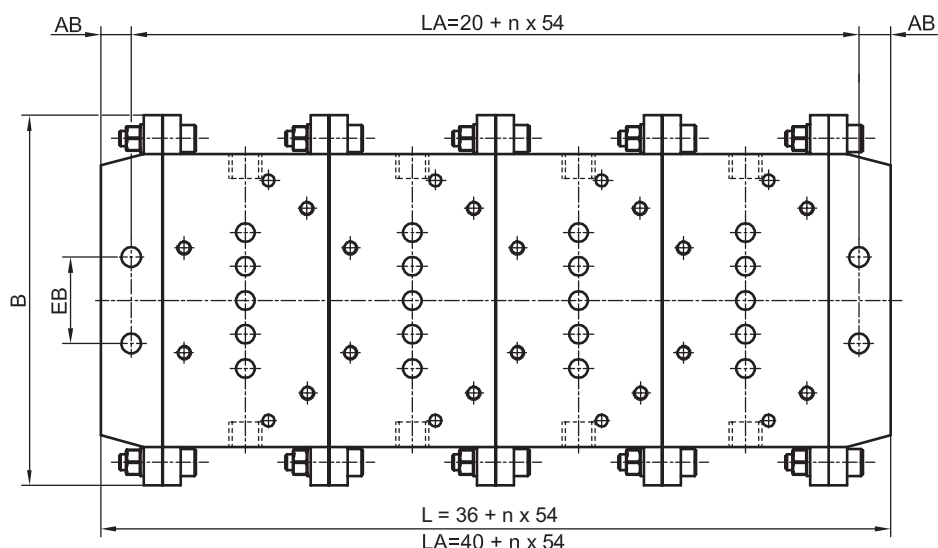 AB
LA=20 + n x 54
AB
B
EB
L = 36 + n x 54
LA=40 + n x 54